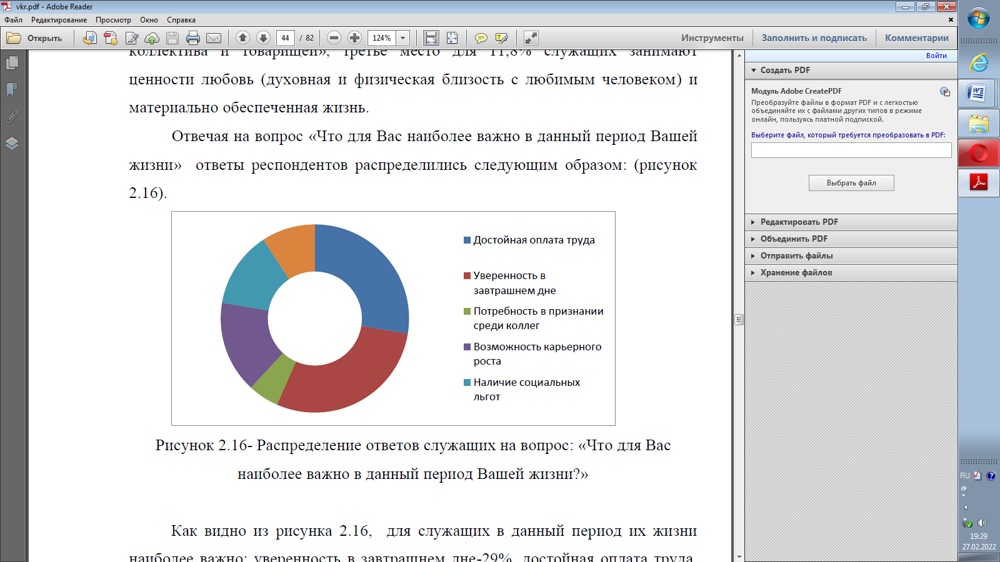 vkr.pdf - Adobe Reader
Файл Редактирование Просмотр Окно Справка
Открыть 44 / 82 124% Инструменты Заполнить и подписать Комментарии
коллектива и товарищей», третье место для 11,8% служащих занимают
ценности любовь (духовная и физическая близость с любимым человеком) и
материально обеспеченная жизнь.
Отвечая на вопрос «Что для Вас наиболее важно в данный период Вашей
жизни» ответы респондентов распределились следующим образом: (рисунок
2.16).
Достойная оплата труда
Уверенность в
завтрашнем дне
Потребность в признании
среди коллег
Возможность карьерного
роста
Наличие социальных
льгот
Рисунок 2.16- Распределение ответов служащих на вопрос: «Что для Вас
наиболее важно в данный период Вашей жизни?»
Как видно из рисунка 2.16, для служащих в данный период их жизни
наиболее важно: уверенность в завтрашнем дне-29%, достойная оплата труда
Войти
Создать PDF
Модуль Adobe CreatePDF
Преобразуйте файлы в формат PDF и с легкостью
объединяйте их с файлами других типов в режиме
онлайн, пользуясь платной подпиской.
Выберите файл, который требуется преобразовать в PDF:
Выбрать файл
Редактировать PDF
Объединить PDF
Отправить файлы
Хранение файлов
RU
19:29
27.02.2022